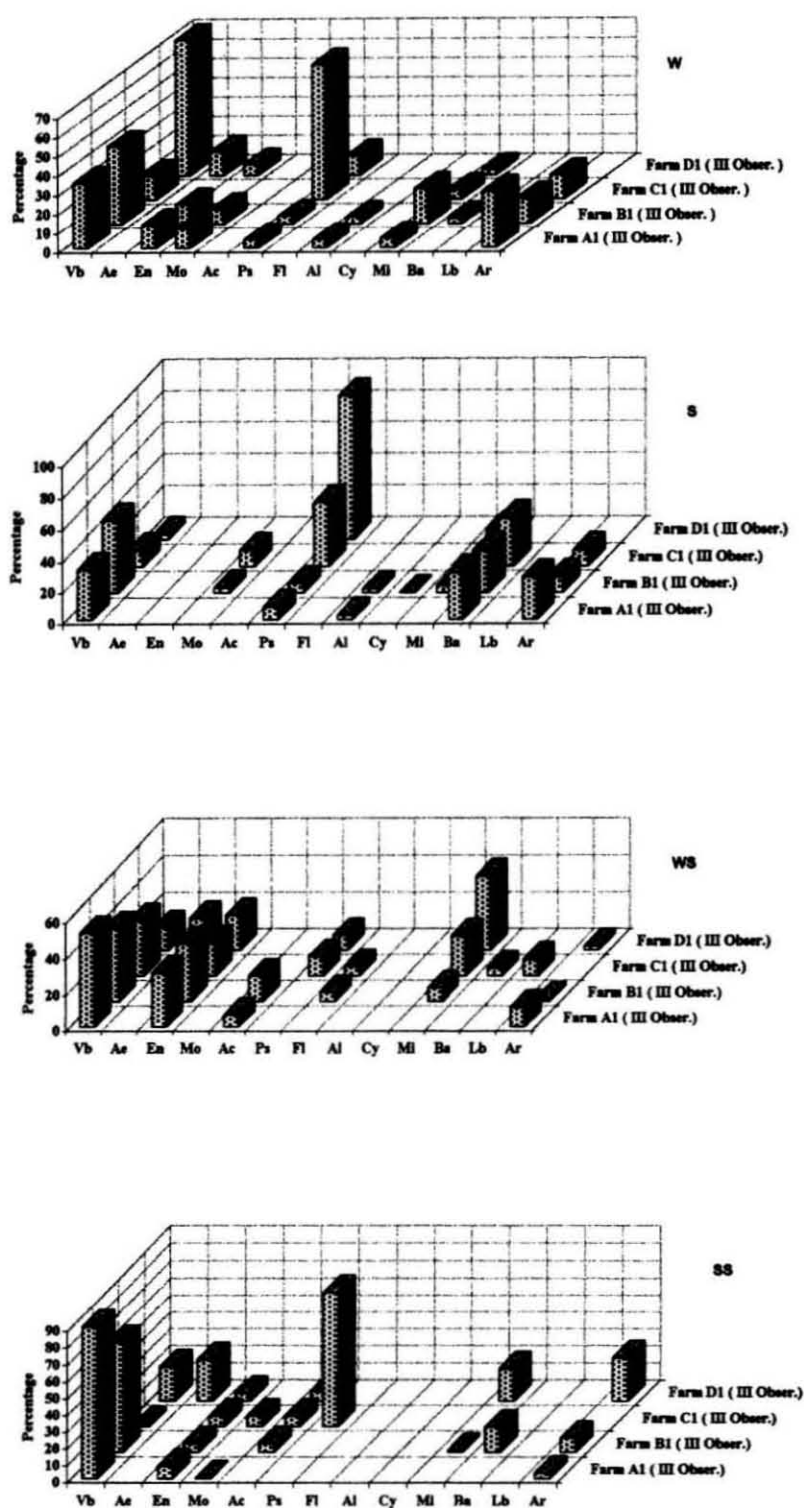 W
70
60
50
40
30
20
10
0
Percentage
Vb Ae En Mo Ac Ps Fl Al Cy Mi Ba Lb Ar
Farm D1 ( III Obser. )
Farm C1 ( III Obser. )
Farm B1 ( III Obser. )
Farm A1 ( III Obser. )
S
100
80
60
40
20
0
Percentage
Vb Ae En Mo Ac Ps Fl Al Cy Mi Ba Lb Ar
Farm D1 ( III Obser.)
Farm C1 ( III Obser.)
Farm B1 ( III Obser.)
Farm A1 ( III Obser.)
WS
60
40
20
0
Percentage
Vb Ae En Mo Ac Ps Fl Al Cy Mi Ba Lb Ar
Farm D1 ( III Obser.)
Farm C1 ( III Obser.)
Farm B1 ( III Obser.)
Farm A1 ( III Obser.)
SS
90
80
70
60
50
40
30
20
10
0
Percentage
Vb Ae En Mo Ac Ps Fl Al Cy Mi Ba Lb Ar
Farm D1 ( III Obser.)
Farm C1 ( III Obser.)
Farm B1 ( III Obser.)
Farm A1 ( III Obser.)